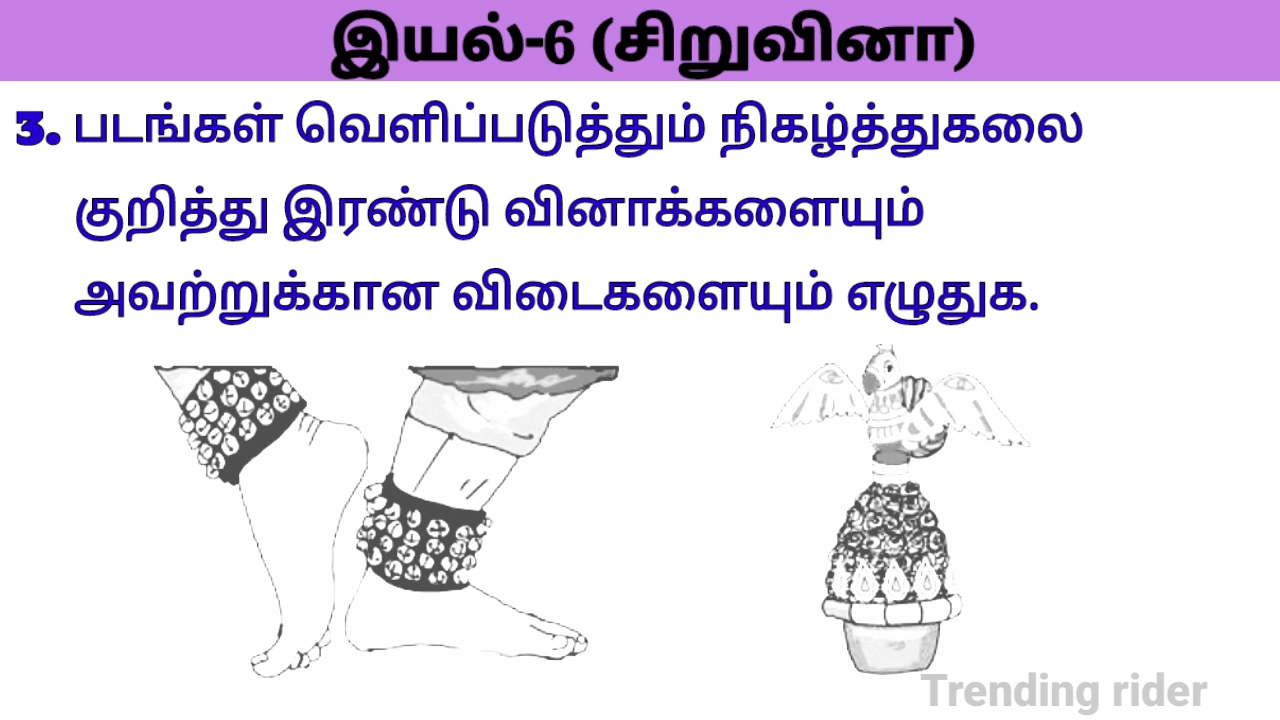 இயல்-6 (சிறுவினா)
3. படங்கள் வெளிப்படுத்தும் நிகழ்த்துகலை
குறித்து இரண்டு வினாக்களையும்
அவற்றுக்கான விடைகளையும் எழுதுக.
Trending rider